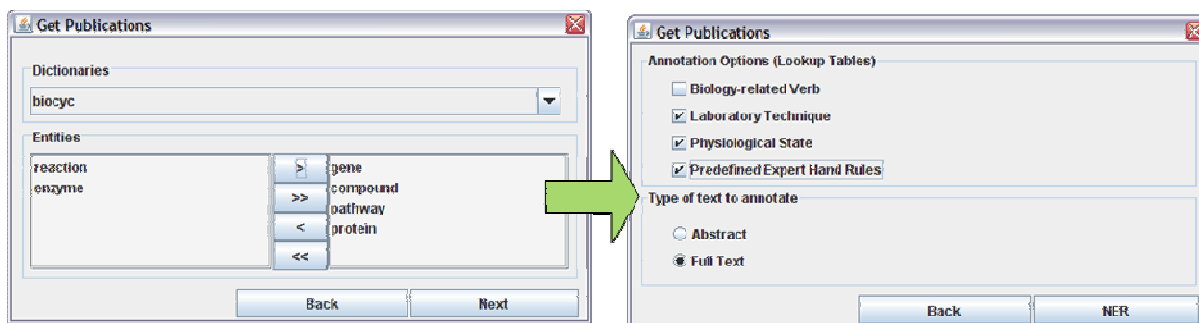 Get Publications
Dictionaries
biocyc
Entities
reaction
enzyme
>
>>
<
<<
gene
compound
pathway
protein
Back
Next
Get Publications
Annotation Options (Lookup Tables)
Biology-related Verb
Laboratory Technique
Physiological State
Predefined Expert Hand Rules
Type of text to annotate
Abstract
Full Text
Back
NER